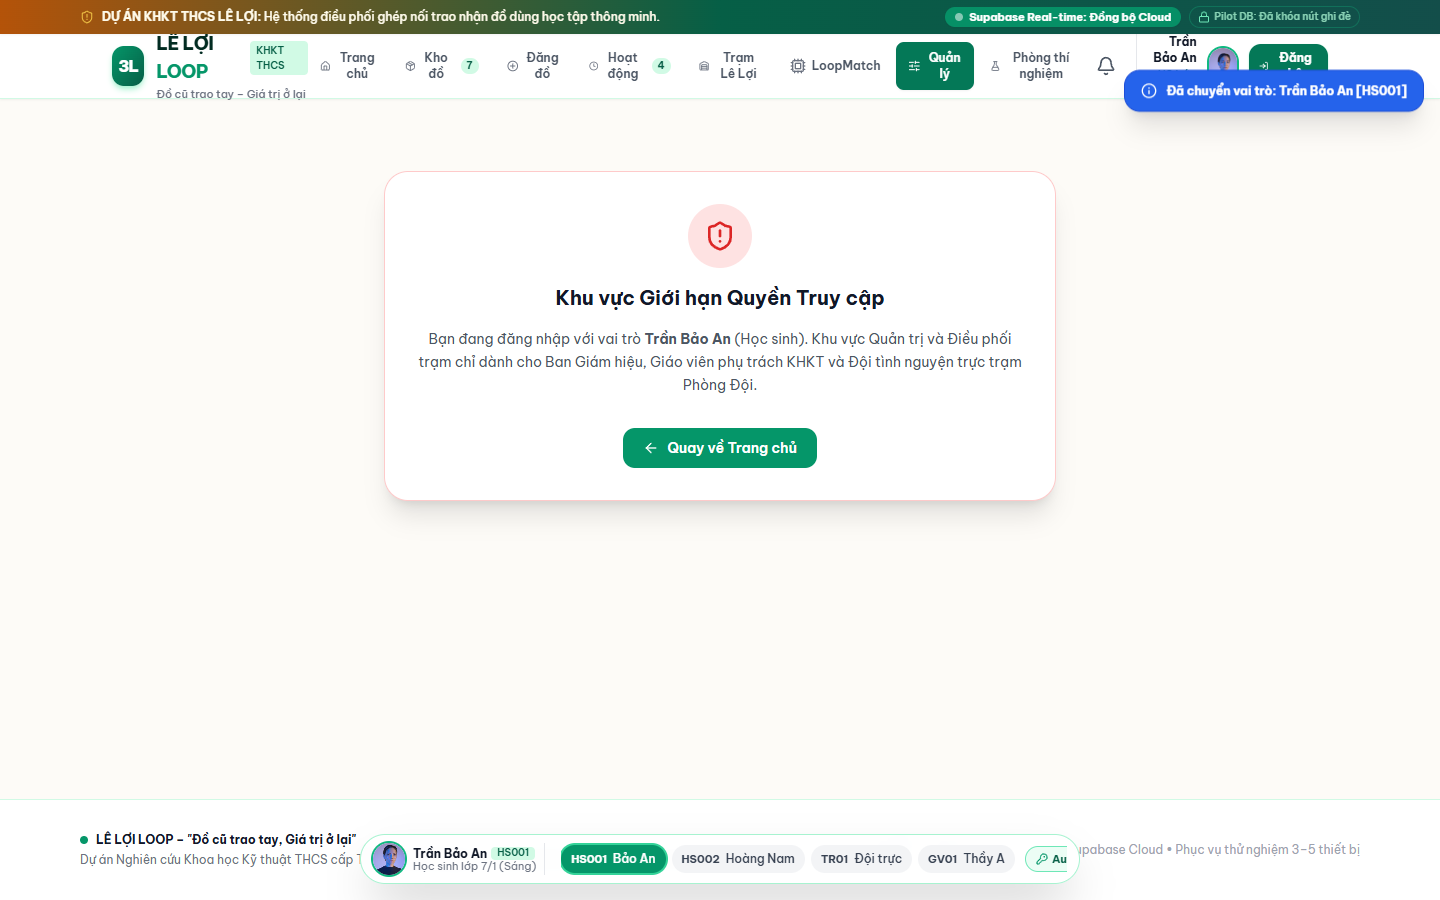 DỰ ÁN KHKT THCS LÊ LỢI: Hệ thống điều phối ghép nối trao nhận đồ dùng học tập thông minh.
Supabase Real-time: Đồng bộ Cloud
Pilot DB: Đã khóa nút ghi đè
3L
LÊ LỢI
LOOP
KHKT
THCS
Đồ cũ trao tay – Giá trị ở lại
Trang
chủ
Kho
đồ
7
Đăng
đồ
Hoạt
động
4
Trạm
Lê Lợi
LoopMatch
Quản
lý
Phòng thí
nghiệm
Trần
Bảo An
Đăng
Đã chuyển vai trò: Trần Bảo An [HS001]
Khu vực Giới hạn Quyền Truy cập
Bạn đang đăng nhập với vai trò Trần Bảo An (Học sinh). Khu vực Quản trị và Điều phối
trạm chỉ dành cho Ban Giám hiệu, Giáo viên phụ trách KHKT và Đội tình nguyện trực trạm
Phòng Đội.
Quay về Trang chủ
LÊ LỢI LOOP – "Đồ cũ trao tay, Giá trị ở lại"
Dự án Nghiên cứu Khoa học Kỹ thuật THCS cấp
Trần Bảo An
HS001
Học sinh lớp 7/1 (Sáng)
HS001 Bảo An
HS002 Hoàng Nam
TR01 Đội trực
GV01 Thầy A
Au
upabase Cloud • Phục vụ thử nghiệm 3–5 thiết bị